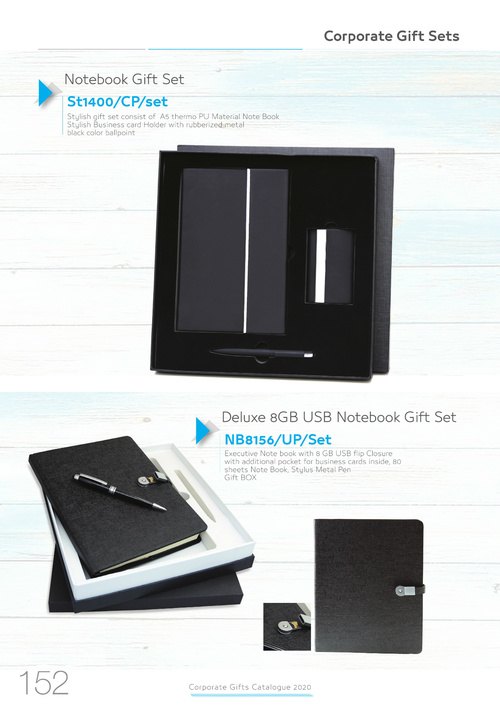 Corporate Gift Sets
Notebook Gift Set
St1400/CP/set
Stylish gift set consist of A5 thermo PU Material Note Book
Stylish Business card Holder with rubberized metal
black color ballpoint
Deluxe 8GB USB Notebook Gift Set
NB8156/UP/Set
Executive Note book with 8 GB USB flip Closure
with additional pocket for business cards inside, 80
sheets Note Book, Stylus Metal Pen
Gift BOX
152
Corporate Gifts Catalogue 2020